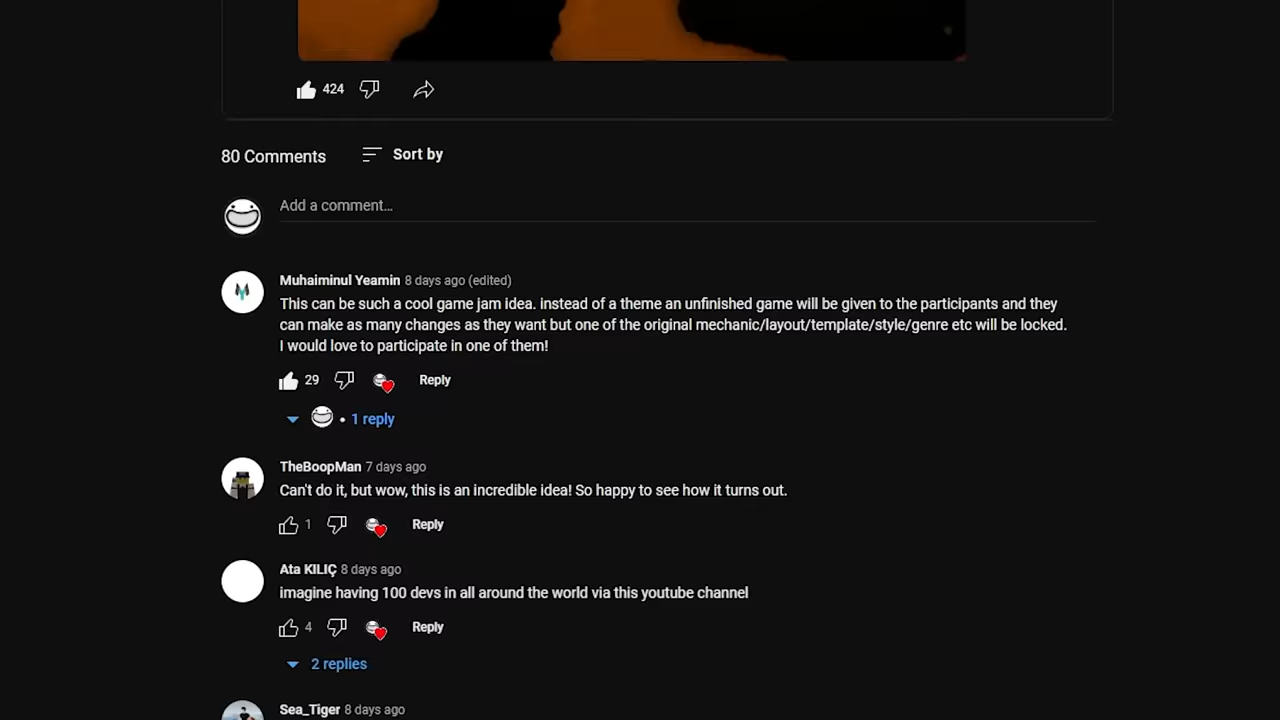 424
80 Comments Sort by
Add a comment...
Muhaiminul Yeamin 8 days ago (edited)
This can be such a cool game jam idea. instead of a theme an unfinished game will be given to the participants and they
can make as many changes as they want but one of the original mechanic/layout/template/style/genre etc will be locked.
I would love to participate in one of them!
29 Reply
• 1 reply
TheBoopMan 7 days ago
Can't do it, but wow, this is an incredible idea! So happy to see how it turns out.
1 Reply
Ata KILIÇ 8 days ago
imagine having 100 devs in all around the world via this youtube channel
4 Reply
2 replies
Sea_Tiger 8 days ago